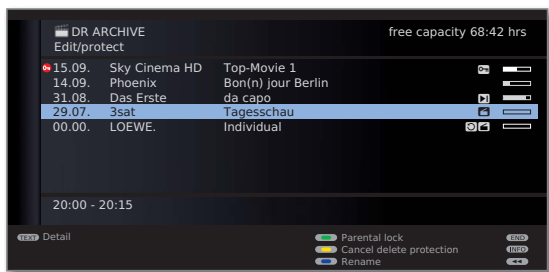 DR ARCHIVE free capacity 68:42 hrs
Edit/protect
15.09. Sky Cinema HD Top-Movie 1
14.09. Phoenix Bon(n) jour Berlin
31.08. Das Erste da capo
29.07. 3sat Tagesschau
00.00. LOEWE. Individual
20:00 - 20:15
TEXT Detail Parental lock END
Cancel delete protection INFO
Rename